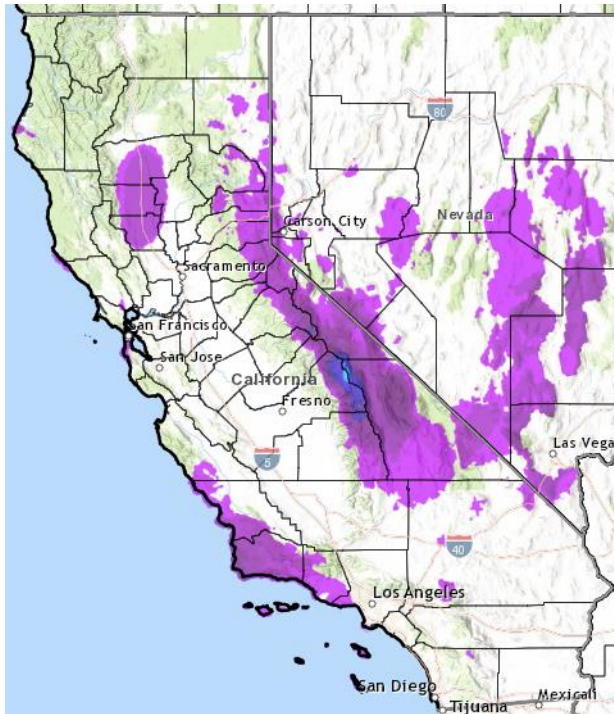 80
Carson City
Nevada
Sacramento
San Francisco
San Jose
California
Fresno
Las Vega
5
40
Los Angeles
San Diego
Mexicali
Tijuana